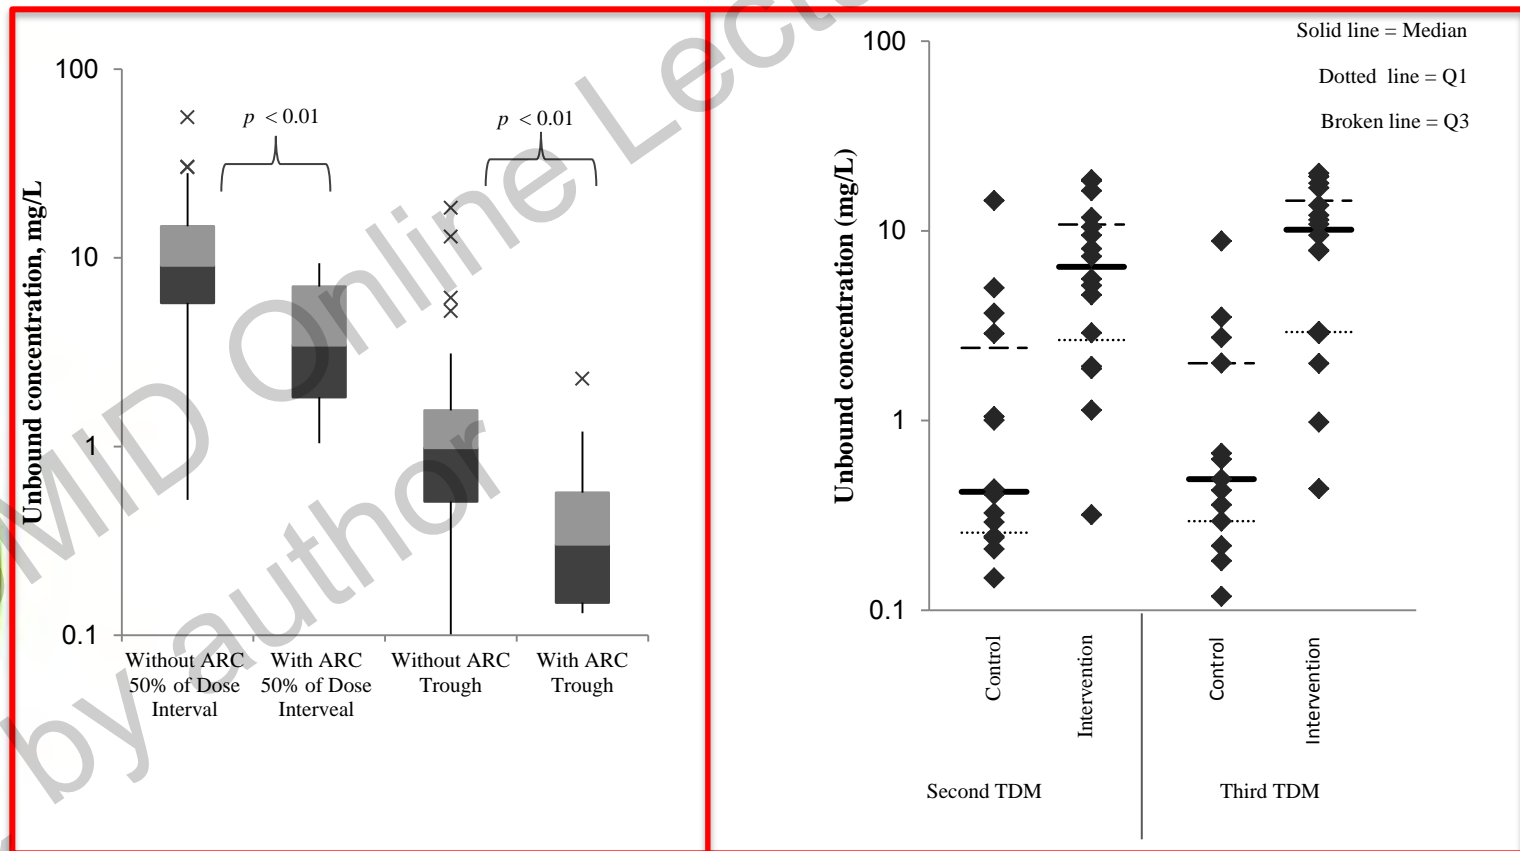 100
10
1
0.1
Unbound concentration, mg/L
p < 0.01
p < 0.01
Without ARC
50% of Dose
Interval
With ARC
50% of Dose
Interveal
Without ARC
Trough
With ARC
Trough
Solid line = Median
Dotted line = Q1
Broken line = Q3
100
10
1
0.1
Unbound concentration (mg/L)
Control
Intervention
Control
Intervention
Second TDM
Third TDM
MID Online Lect
by author